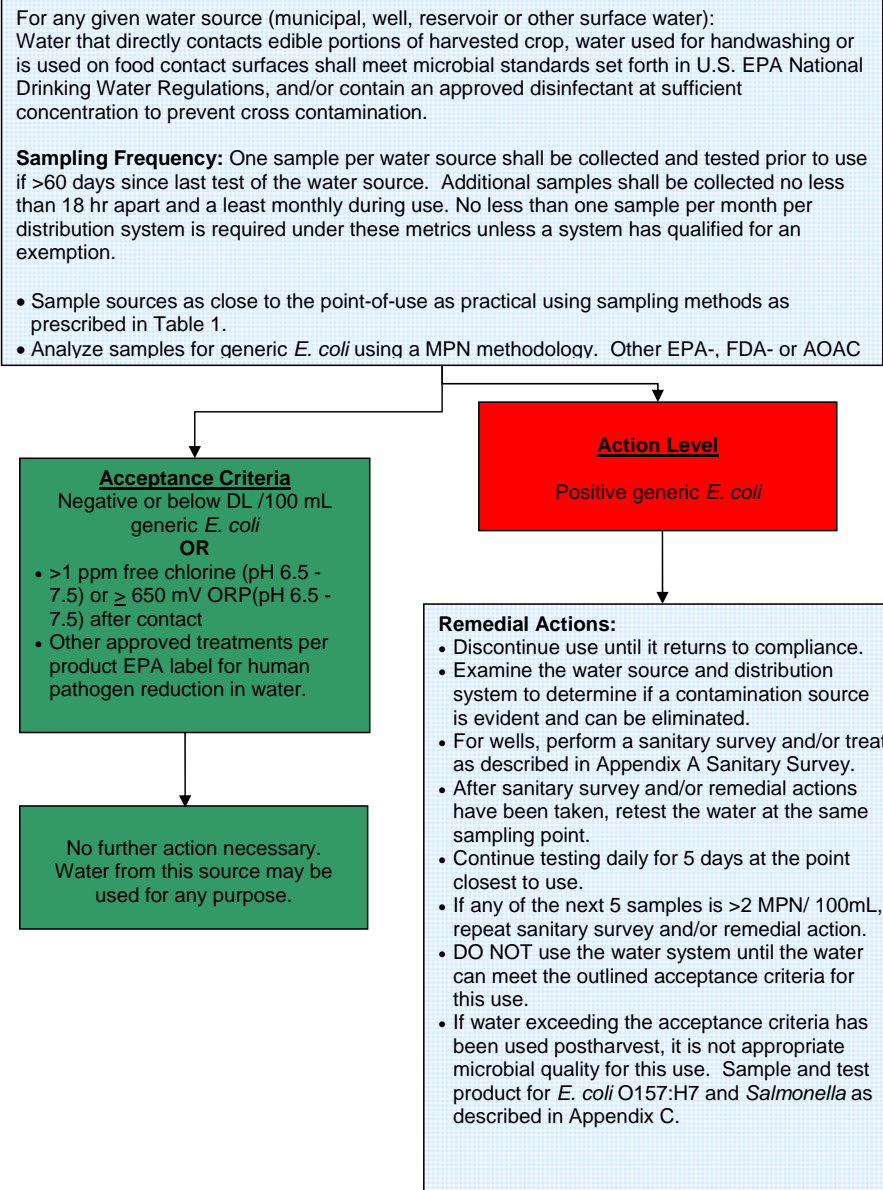 For any given water source (municipal, well, reservoir or other surface water):
Water that directly contacts edible portions of harvested crop, water used for handwashing or
is used on food contact surfaces shall meet microbial standards set forth in U.S. EPA National
Drinking Water Regulations, and/or contain an approved disinfectant at sufficient
concentration to prevent cross contamination.
Sampling Frequency: One sample per water source shall be collected and tested prior to use
if >60 days since last test of the water source. Additional samples shall be collected no less
than 18 hr apart and a least monthly during use. No less than one sample per month per
distribution system is required under these metrics unless a system has qualified for an
exemption.
• Sample sources as close to the point-of-use as practical using sampling methods as
prescribed in Table 1.
• Analyze samples for generic E. coli using a MPN methodology. Other EPA-, FDA- or AOAC
Acceptance Criteria
Negative or below DL /100 mL
generic E. coli
OR
• >1 ppm free chlorine (pH 6.5 -
7.5) or ≥ 650 mV ORP(pH 6.5 -
7.5) after contact
• Other approved treatments per
product EPA label for human
pathogen reduction in water.
No further action necessary.
Water from this source may be
used for any purpose.
Action Level
Positive generic E. coli
Remedial Actions:
• Discontinue use until it returns to compliance.
• Examine the water source and distribution
system to determine if a contamination source
is evident and can be eliminated.
• For wells, perform a sanitary survey and/or treat
as described in Appendix A Sanitary Survey.
• After sanitary survey and/or remedial actions
have been taken, retest the water at the same
sampling point.
• Continue testing daily for 5 days at the point
closest to use.
• If any of the next 5 samples is >2 MPN/ 100mL,
repeat sanitary survey and/or remedial action.
• DO NOT use the water system until the water
can meet the outlined acceptance criteria for
this use.
• If water exceeding the acceptance criteria has
been used postharvest, it is not appropriate
microbial quality for this use. Sample and test
product for E. coli O157:H7 and Salmonella as
described in Appendix C.